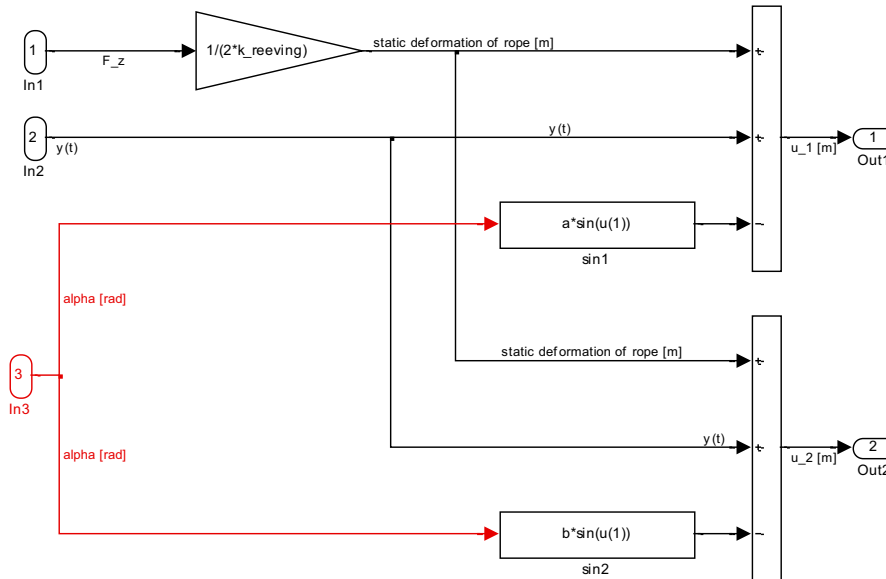 1
In1
F_z
1/(2*k_reeving)
static deformation of rope [m]
+
2
In2
y(t)
y(t)
+
u_1 [m]
1
Out1
a*sin(u(1))
sin1
-
alpha [rad]
3
In3
alpha [rad]
static deformation of rope [m]
+
y(t)
+
u_2 [m]
2
Out2
b*sin(u(1))
sin2
-